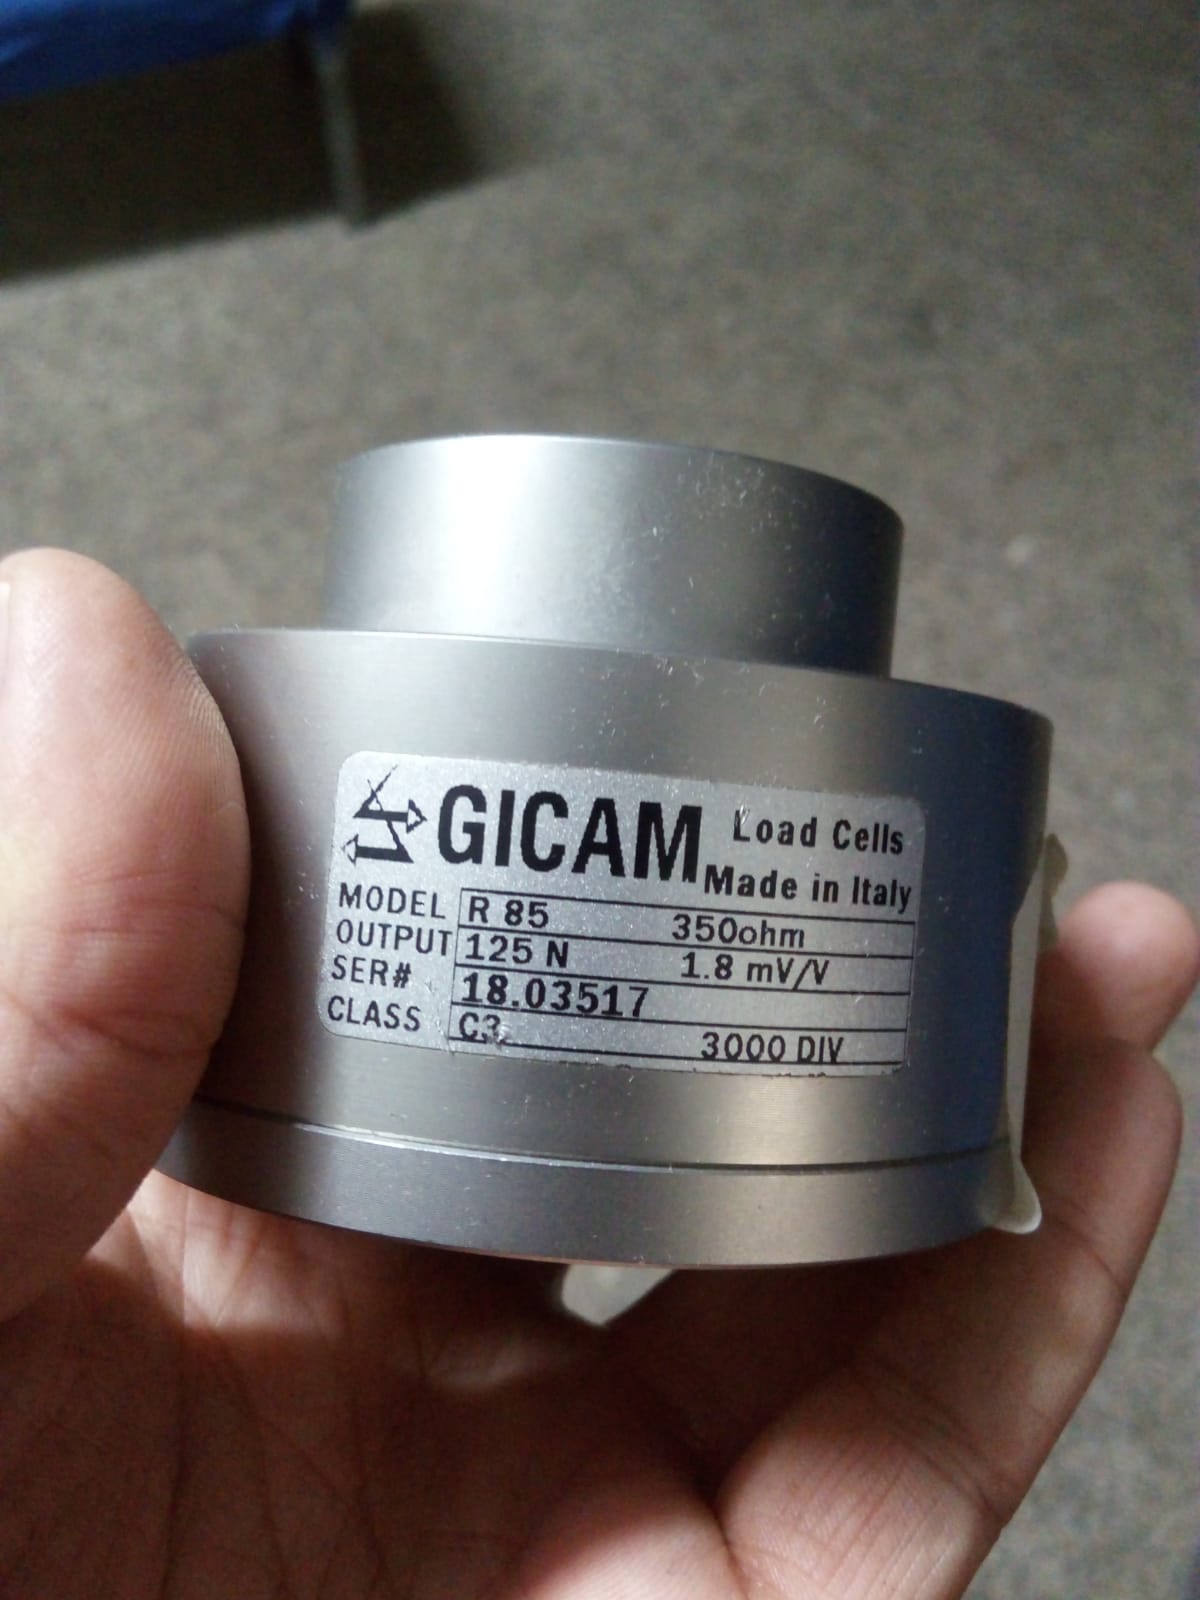 GICAM Load Cells
Made in Italy
MODEL R 85 350ohm
OUTPUT 125 N 1.8 mV/V
SER# 18.03517
CLASS C3 3000 DIV